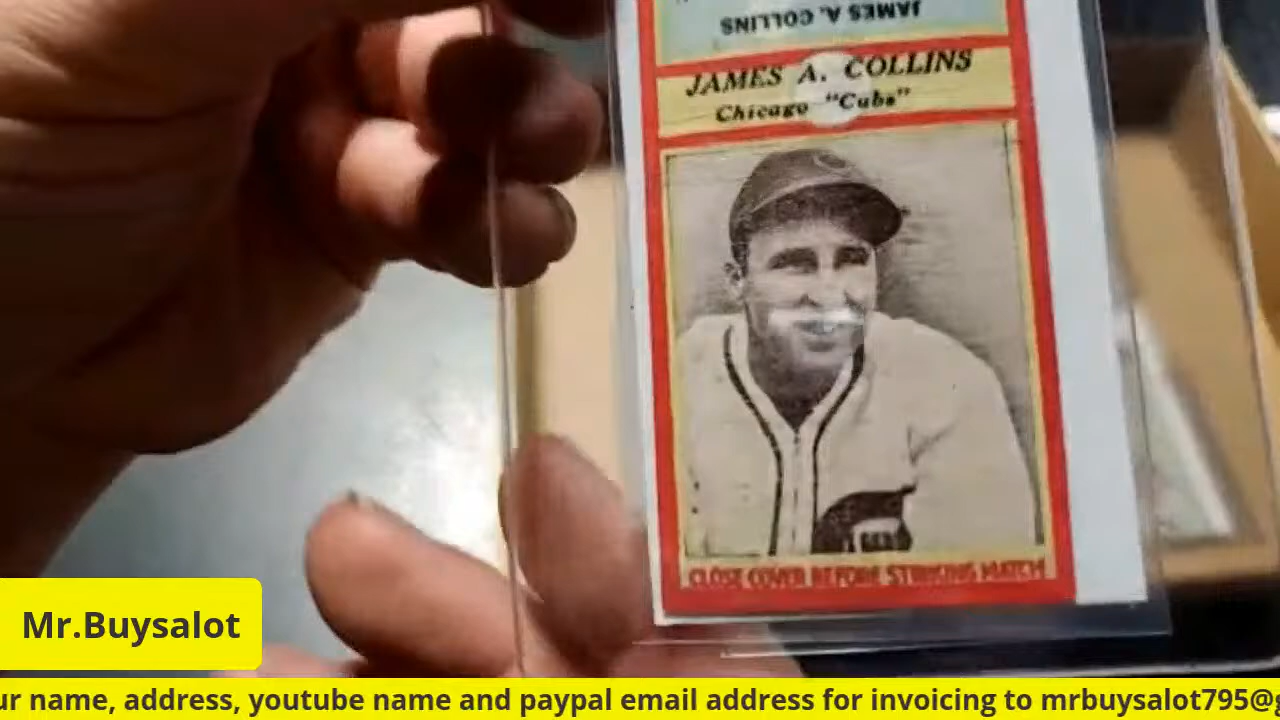 JAMES A. COLLINS
JAMES A. COLLINS
Chicago "Cubs"
CLOSE COVER BEFORE STRIKING MATCH
Mr.Buysalot
ur name, address, youtube name and paypal email address for invoicing to mrbuysalot795@g